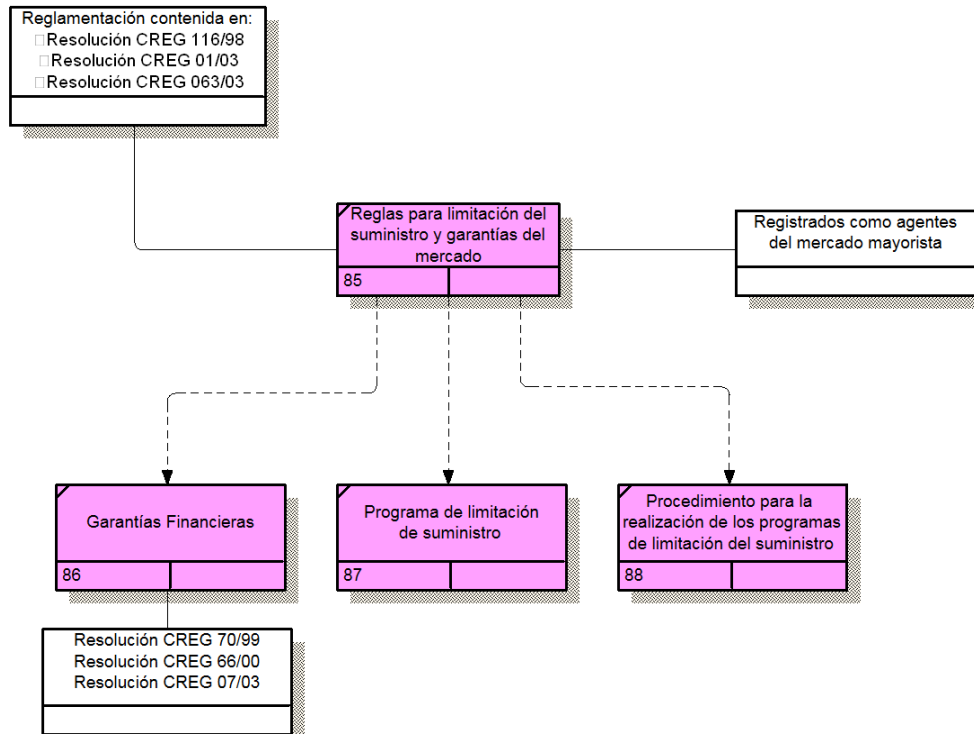 Reglamentación contenida en:
□Resolución CREG 116/98
□Resolución CREG 01/03
□Resolución CREG 063/03
Reglas para limitación del
suministro y garantías del
mercado
85
Registrados como agentes
del mercado mayorista
Garantías Financieras
86
Programa de limitación
de suministro
87
Procedimiento para la
realización de los programas
de limitación del suministro
88
Resolución CREG 70/99
Resolución CREG 66/00
Resolución CREG 07/03